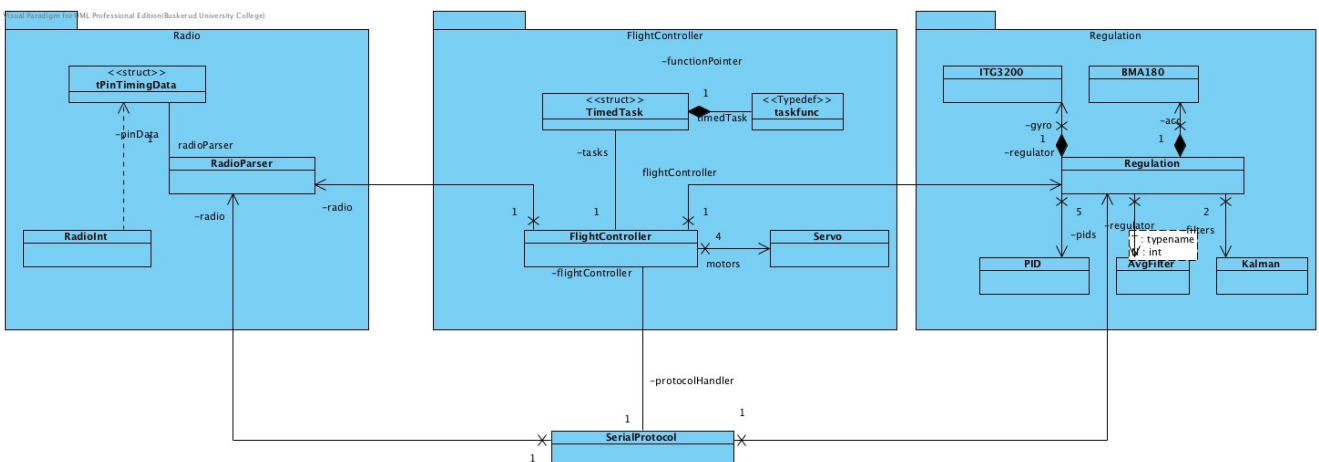 Visual Paradigm for UML Professional Edition(Buskerud University College)
Radio
<<struct>>
tPinTimingData
-pinData
1
radioParser
RadioParser
-radio
-radio
RadioInt
FlightController
-functionPointer
1
<<struct>>
TimedTask
timedTask
<<Typedef>>
taskfunc
-tasks
flightController
1
1
1
FlightController
-flightController
4
motors
Servo
Regulation
ITG3200
BMA180
-gyro
1
-regulator
-acc
1
Regulation
5
-pids
-regulator
2
-filters
T : typename
N : int
PID
AvgFilter
Kalman
-protocolHandler
1
1
1
SerialProtocol